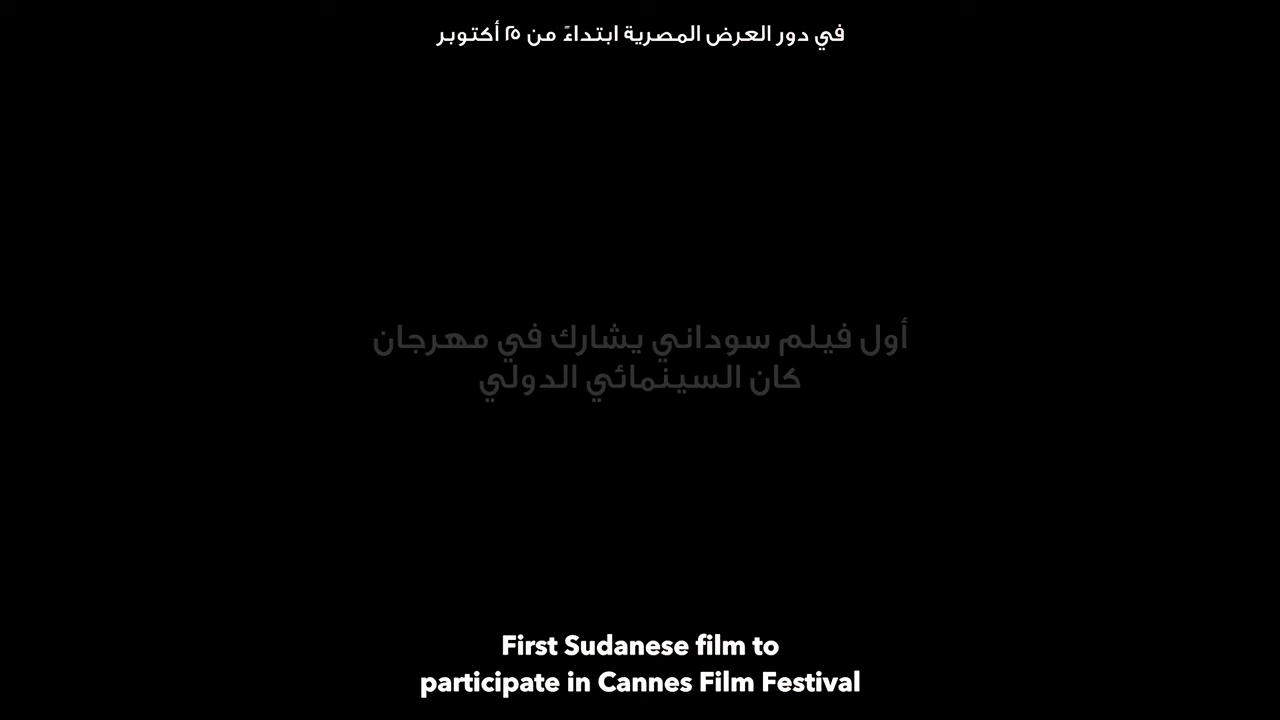 في دور العرض المصرية ابتداءً من ٢٥ أكتوبر
أول فيلم سوداني يشارك في مهرجان
كان السينمائي الدولي
First Sudanese film to
participate in Cannes Film Festival